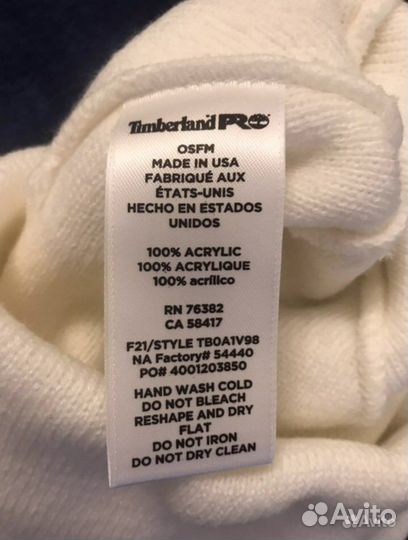 Timberland PRO
OSFM
MADE IN USA
FABRIQUÉ AUX
ÉTATS-UNIS
HECHO EN ESTADOS
UNIDOS
100% ACRYLIC
100% ACRYLIQUE
100% acrílico
RN 76382
CA 58417
F21/STYLE TB0A1V98
NA Factory# 54440
PO# 4001203850
HAND WASH COLD
DO NOT BLEACH
RESHAPE AND DRY
FLAT
DO NOT IRON
DO NOT DRY CLEAN
Avito